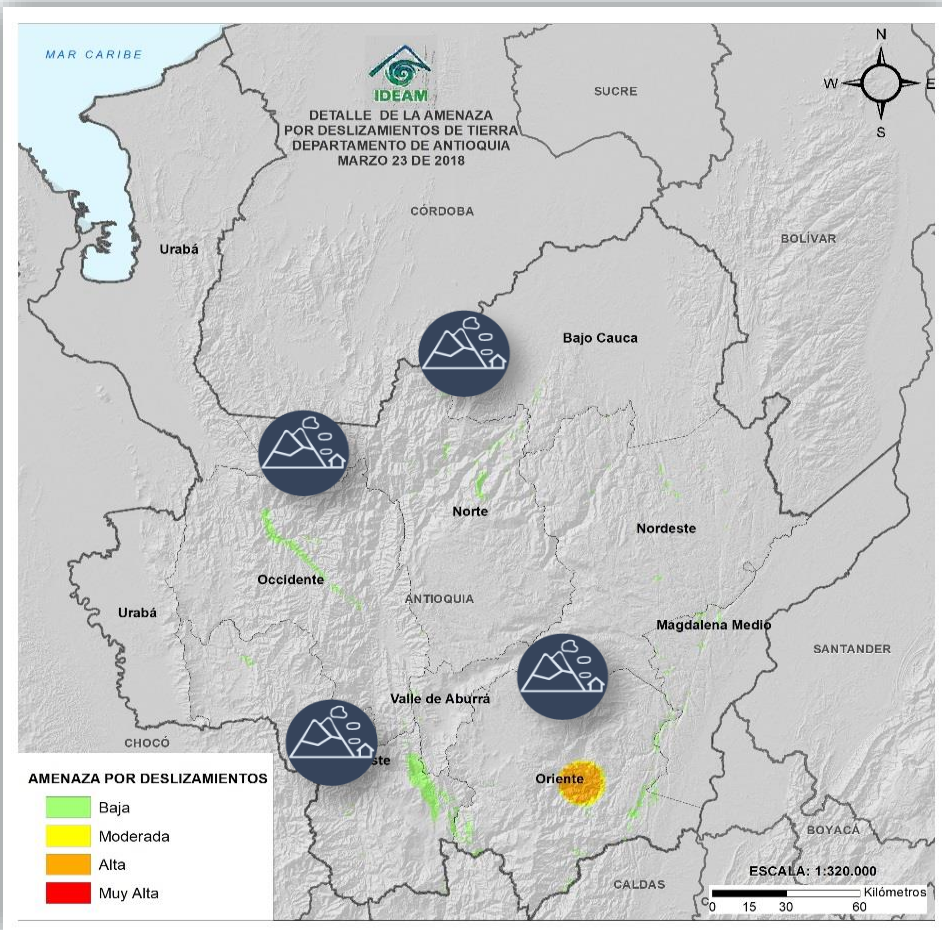 MAR CARIBE
IDEAM
DETALLE DE LA AMENAZA
POR DESLIZAMIENTOS DE TIERRA
DEPARTAMENTO DE ANTIOQUIA
MARZO 23 DE 2018
N
W
E
S
SUCRE
CÓRDOBA
BOLÍVAR
Urabá
Bajo Cauca
Norte
Nordeste
Occidente
ANTIOQUIA
Urabá
Magdalena Medio
SANTANDER
Valle de Aburrá
CHOCÓ
ste
Oriente
AMENAZA POR DESLIZAMIENTOS
Baja
Moderada
Alta
Muy Alta
BOYACÁ
CALDAS
ESCALA: 1:320.000
Kilómetros
0 15 30 60